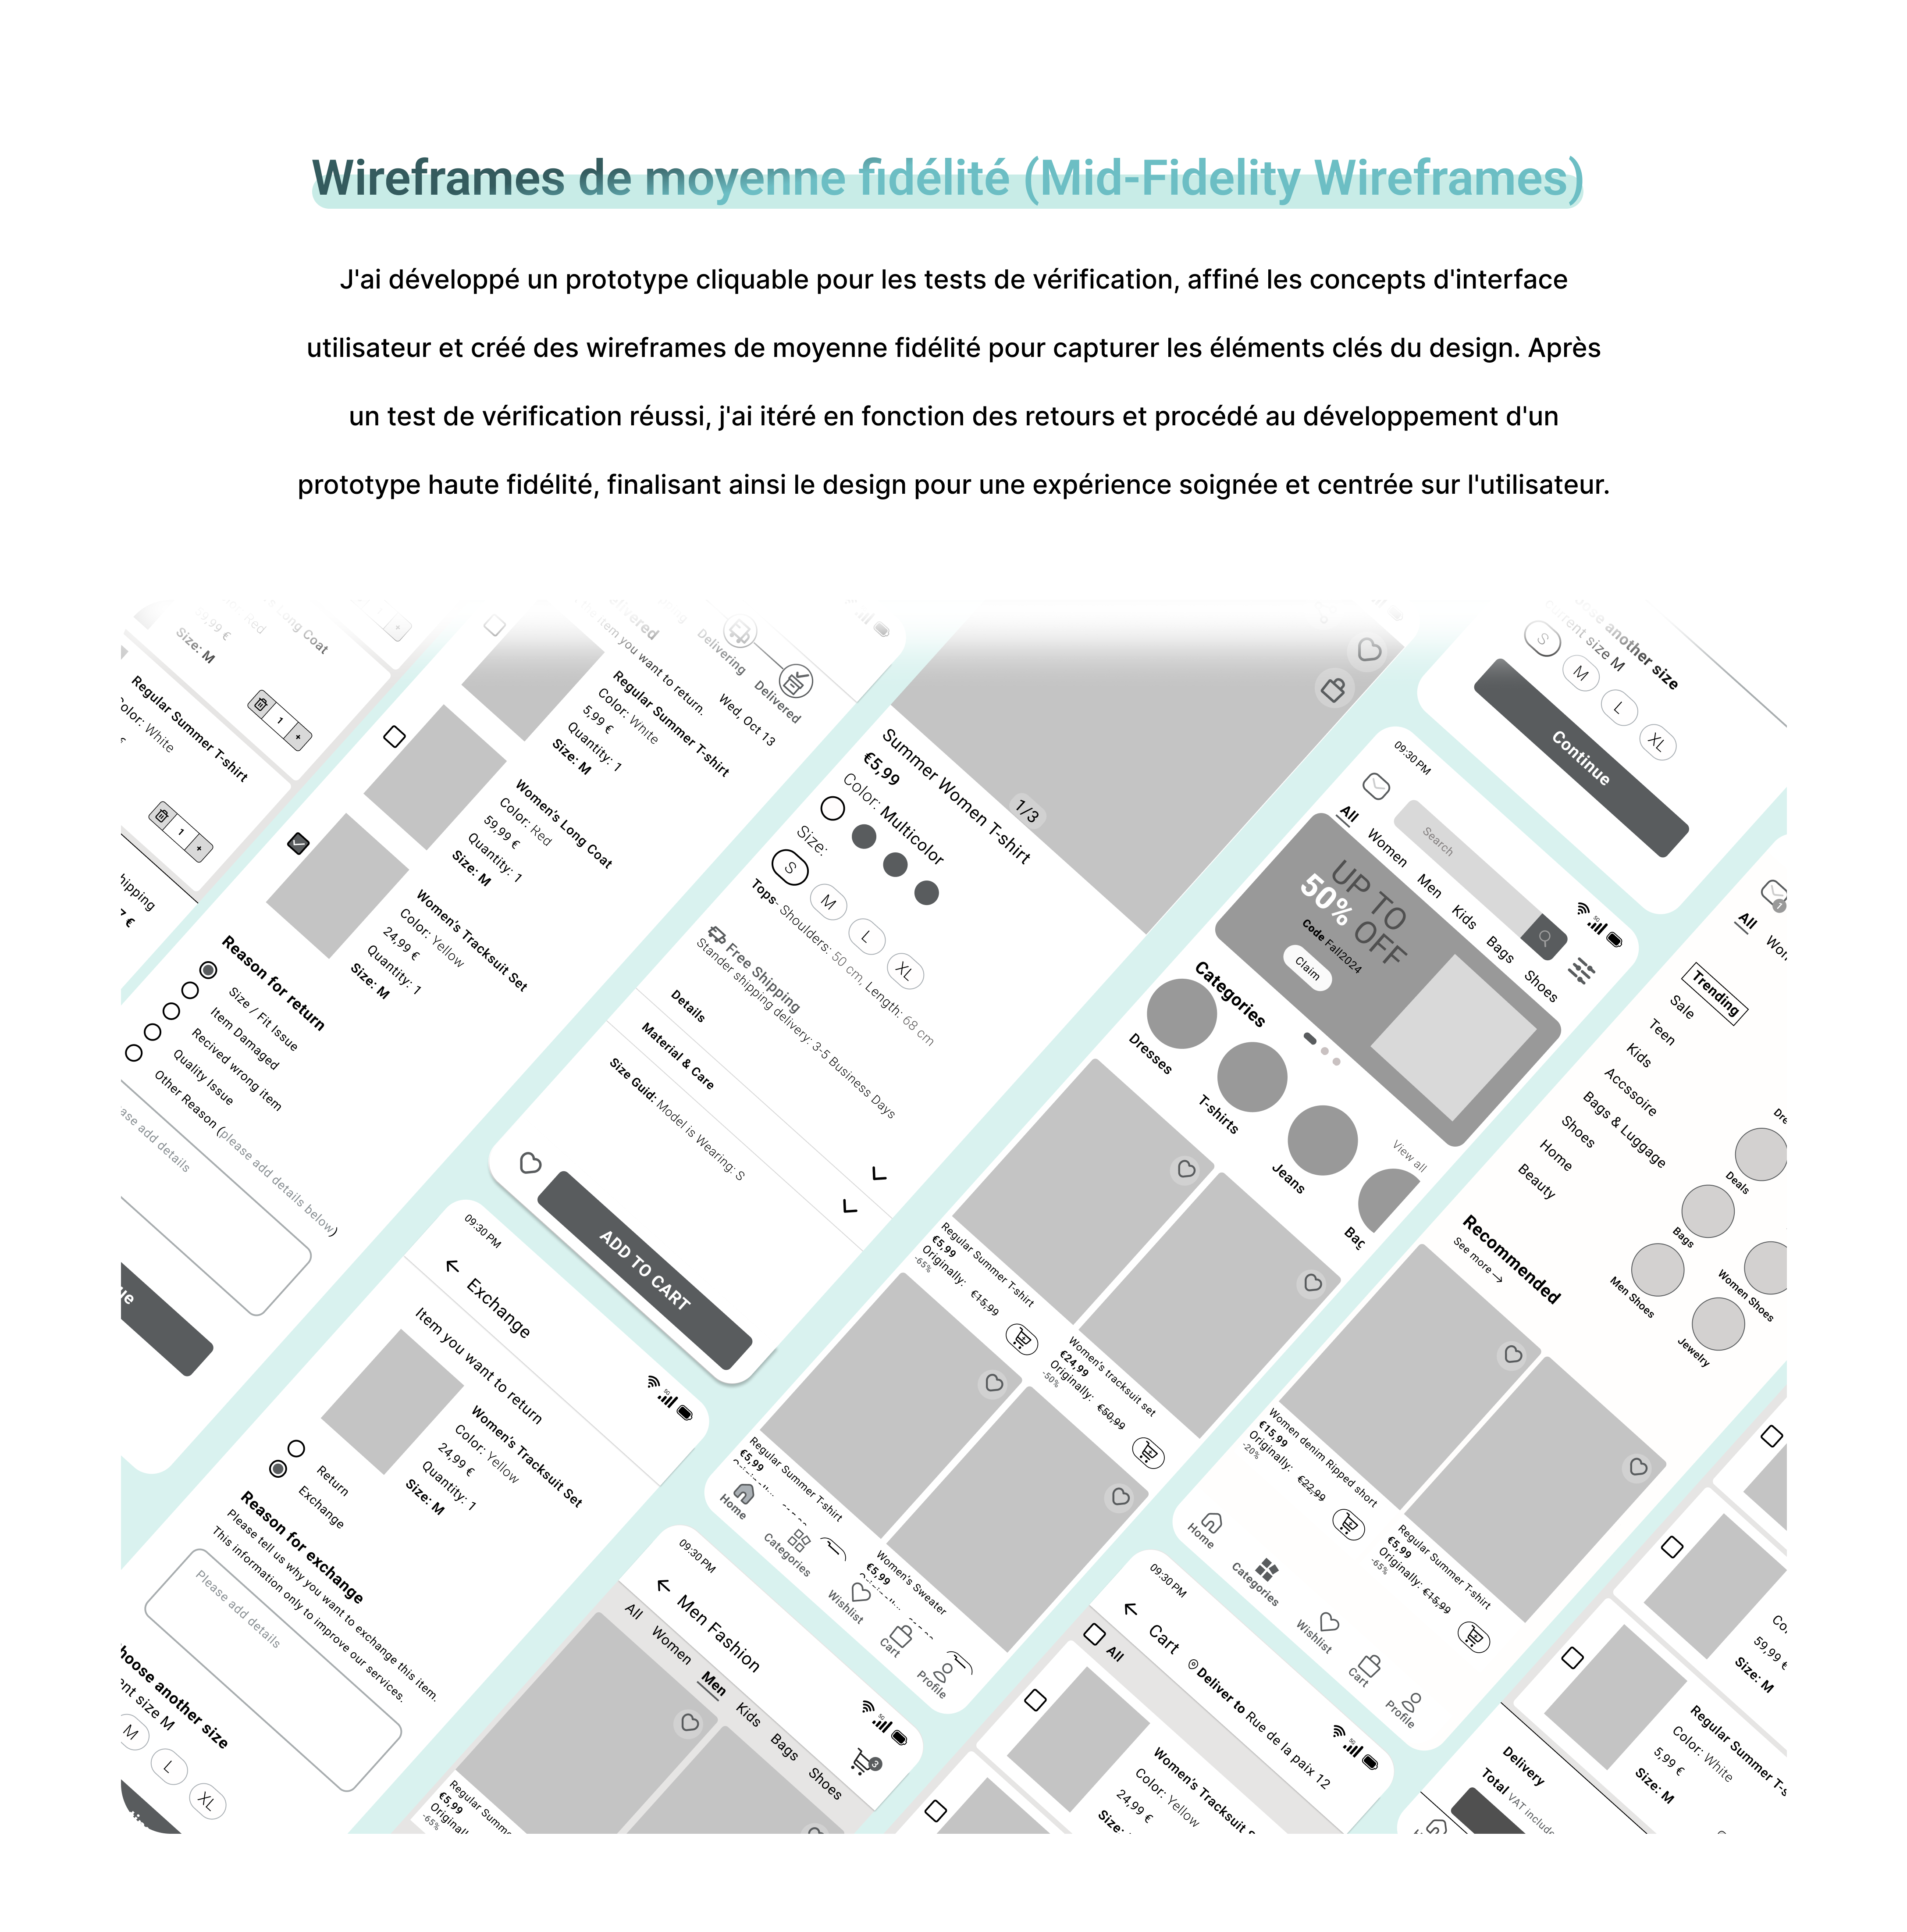 Wireframes de moyenne fidélité (Mid-Fidelity Wireframes)
J'ai développé un prototype cliquable pour les tests de vérification, affiné les concepts d'interface
utilisateur et créé des wireframes de moyenne fidélité pour capturer les éléments clés du design. Après
un test de vérification réussi, j'ai itéré en fonction des retours et procédé au développement d'un
prototype haute fidélité, finalisant ainsi le design pour une expérience soignée et centrée sur l'utilisateur.
Long Coat
Red
Size: M
1
+
Regular Summer T-shirt
White
1
+
Delivering
Delivered
Wed, Oct 13
item you want to return.
Regular Summer T-shirt
Color: White
5,99 €
Quantity: 1
Size: M
Women's Long Coat
Color: Red
59,99 €
Quantity: 1
Size: M
Women's Tracksuit Set
Color: Yellow
24,99 €
Quantity: 1
Size: M
Reason for return
Size / Fit Issue
Item Damaged
Recived wrong item
Quality Issue
Other Reason (please add details below)
add details
09:30 PM
Exchange
Item you want to return
Women's Tracksuit Set
Color: Yellow
24,99 €
Quantity: 1
Size: M
Return
Exchange
Reason for exchange
Please tell us why you want to exchange this item.
This information only to improve our services.
Please add details
another size
size M
M
L
XL
1/3
Summer Women T-shirt
€5,99
Color: Multicolor
Size:
S
M
L
XL
Tops- Shoulders: 50 cm, Length: 68 cm
Free Shipping
Stander shipping delivery: 3-5 Business Days
Details
Material & Care
Size Guid: Model is Wearing: S
ADD TO CART
09:30 PM
Men Fashion
3
All
Women
Men
Kids
Bags
Shoes
Regular
€5,99
-65%
09:30 PM
Search
All
Women
Men
Kids
Bags
Shoes
UP TO
50% OFF
Code Fall2024
Claim
Categories
View all
Dresses
T-shirts
Jeans
Regular Summer T-shirt
€5,99
Originally: €15,99
-65%
Women's tracksuit set
€24,99
Originally: €50,99
-50%
Regular Summer T-shirt
€5,99
Women's Sweater
€5,99
Home
Categories
Wishlist
Cart
Profile
09:30 PM
Cart
Deliver to Rue de la paix 12
All
Women's Tracksuit
Color: Yellow
24,99 €
Size:
another size
size M
S
M
L
XL
Continue
1
All
Trending
Sale
Teen
Kids
Accssoire
Bags & Luggage
Shoes
Home
Beauty
Deals
Bags
Women Shoes
Men Shoes
Jewelry
Recommended
See more →
Women denim Ripped short
€15,99
Originally: €22,99
-20%
Regular Summer T-shirt
€5,99
Originally: €15,99
-65%
Home
Categories
Wishlist
Cart
Profile
59,99 €
Size: M
Regular Summer
Color: White
5,99 €
Size: M
Delivery
Total VAT